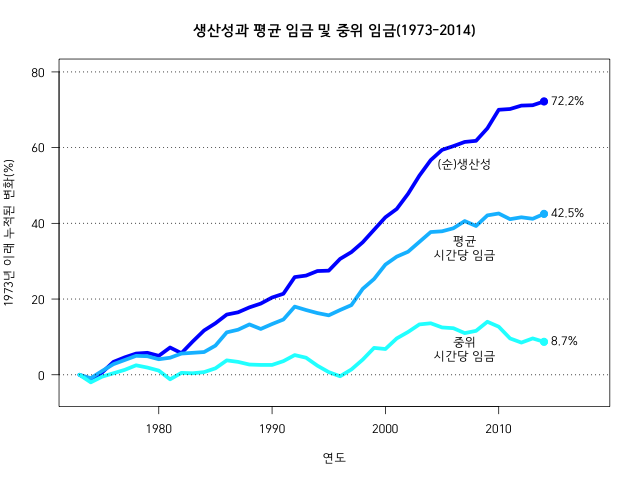 생산성과 평균 임금 및 중위 임금(1973-2014)
1973년 이래 누적된 변화(%)
80
60
40
20
0
72.2%
(순)생산성
42.5%
평균
시간당 임금
8.7%
중위
시간당 임금
1980
1990
2000
2010
연도